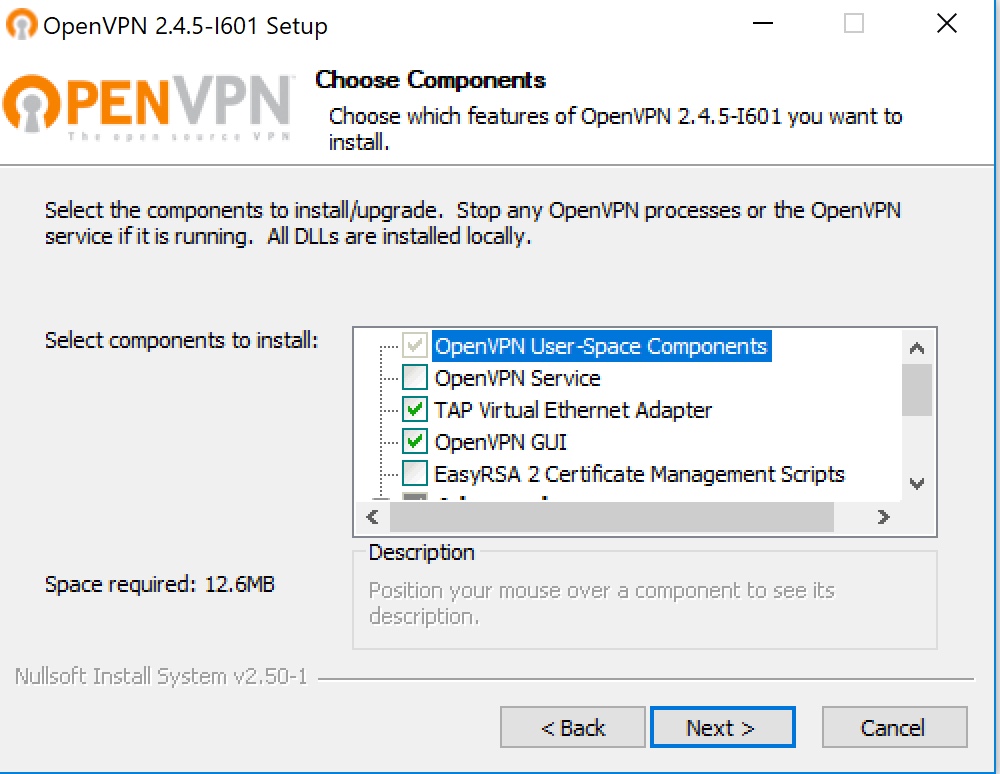 OpenVPN 2.4.5-I601 Setup
OPENVPN
The open source VPN
Choose Components
Choose which features of OpenVPN 2.4.5-I601 you want to
install.
Select the components to install/upgrade.  Stop any OpenVPN processes or the OpenVPN
service if it is running.  All DLLs are installed locally.
Select components to install:
OpenVPN User-Space Components
OpenVPN Service
TAP Virtual Ethernet Adapter
OpenVPN GUI
EasyRSA 2 Certificate Management Scripts
Space required: 12.6MB
Description
Position your mouse over a component to see its
description.
Nullsoft Install System v2.50-1
< Back
Next >
Cancel